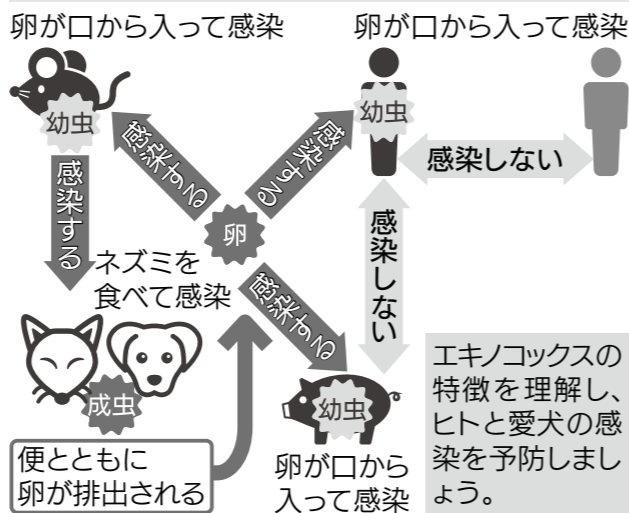 卵が口から入って感染
卵が口から入って感染
幼虫
幼虫
感染する
感染する
感染しない
感染する
卵
感染しない
ネズミを
食べて感染
感染する
成虫
幼虫
便とともに
卵が排出される
卵が口から
入って感染
エキノコックスの
特徴を理解し、
ヒトと愛犬の感
染を予防しまし
ょう。